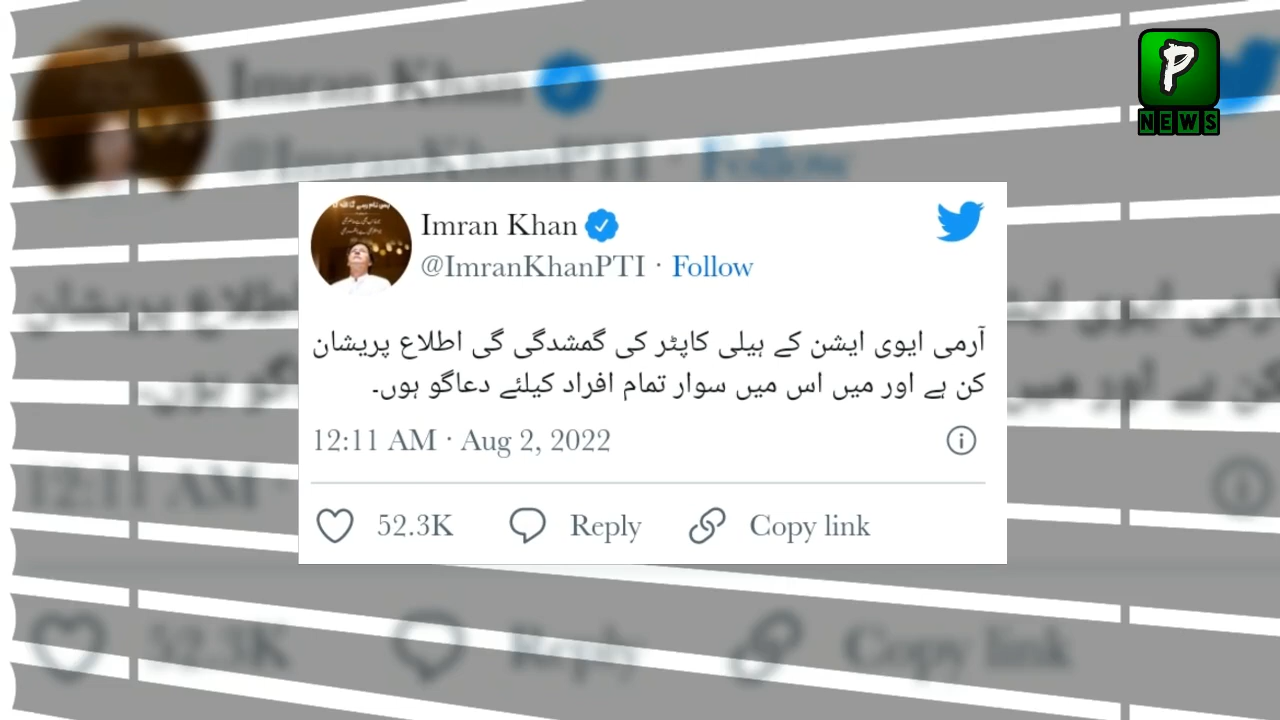 P
NEWS
Imran Khan
@ImranKhanPTI · Follow
آرمی ایوی ایشن کے ہیلی کاپٹر کی گمشدگی گی اطلاع پریشان
کن ہے اور میں اس میں سوار تمام افراد کیلئے دعاگو ہوں۔
12:11 AM · Aug 2, 2022
52.3K Reply Copy link